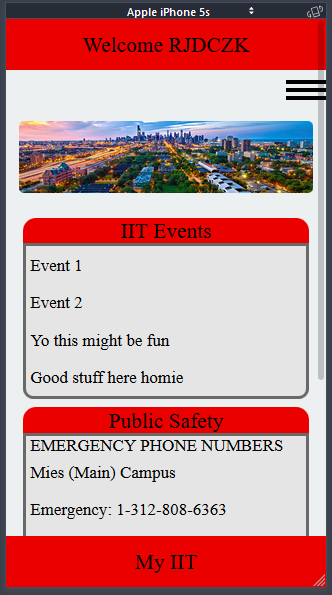 Apple iPhone 5s
Welcome RJDCZK
IIT Events
Event 1
Event 2
Yo this might be fun
Good stuff here homie
Public Safety
EMERGENCY PHONE NUMBERS
Mies (Main) Campus
Emergency: 1-312-808-6363
My IIT